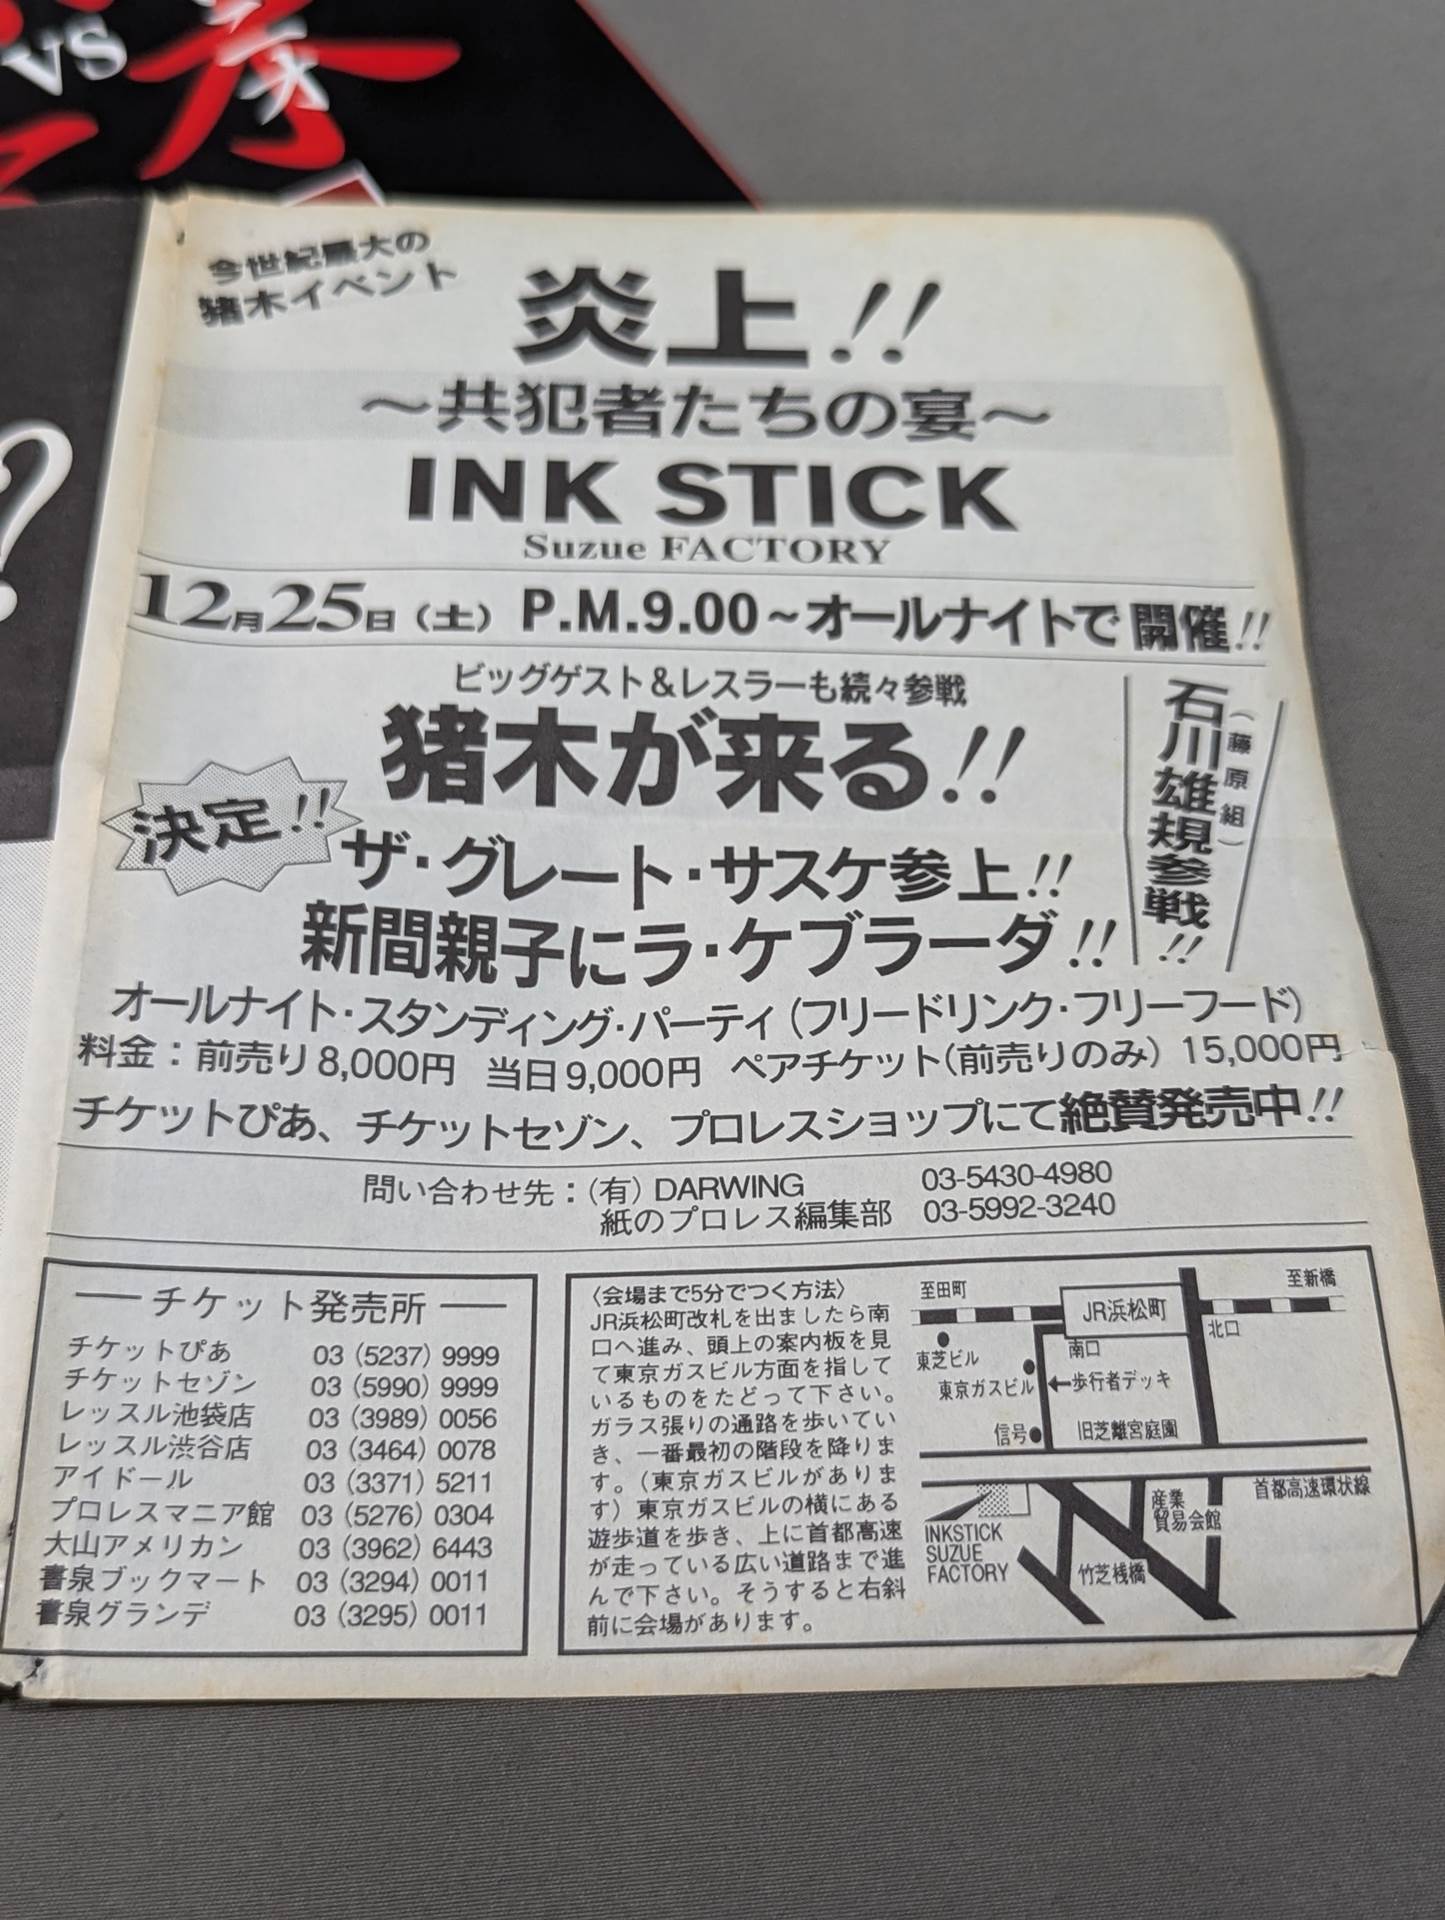 VS
今世紀最大の
猪木イベント
炎上!!
～共犯者たちの宴～
INK STICK
Suzue FACTORY
12月25日（土） P.M.9.00～オールナイトで開催!!
ビッグゲスト＆レスラーも続々参戦
猪木が来る!!
決定!!
ザ・グレート・サスケ参上!!
新間親子にラ・ケブラーダ!!
石川雄規参戦!!
（藤原組）
オールナイト・スタンディング・パーティ（フリードリンク・フリーフード）
料金：前売り8,000円 当日9,000円 ペアチケット（前売りのみ）15,000円
チケットぴあ、チケットセゾン、プロレスショップにて絶賛発売中!!
問い合わせ先：（有）DARWING 03-5430-4980
紙のプロレス編集部 03-5992-3240
チケット発売所
チケットぴあ 03（5237）9999
チケットセゾン 03（5990）9999
レッスル池袋店 03（3989）0056
レッスル渋谷店 03（3464）0078
アイドール 03（3371）5211
プロレスマニア館 03（5276）0304
大山アメリカン 03（3962）6443
書泉ブックマート 03（3294）0011
書泉グランデ 03（3295）0011
〈会場まで5分でつく方法〉
JR浜松町改札を出ましたら南
口へ進み、頭上の案内板を見
て東京ガスビル方面を指して
いるものをたどって下さい。
ガラス張りの通路を歩いてい
き、一番最初の階段を降りま
す。（東京ガスビルがありま
す）東京ガスビルの横にある
遊歩道を歩き、上に首都高速
が走っている広い道路まで進
んで下さい。そうすると右斜
前に会場があります。
至田町
至新橋
JR浜松町
北口
南口
東芝ビル
東京ガスビル
←歩行者デッキ
信号
旧芝離宮庭園
首都高速環状線
産業
貿易会館
INKSTICK
SUZUE
FACTORY
竹芝桟橋